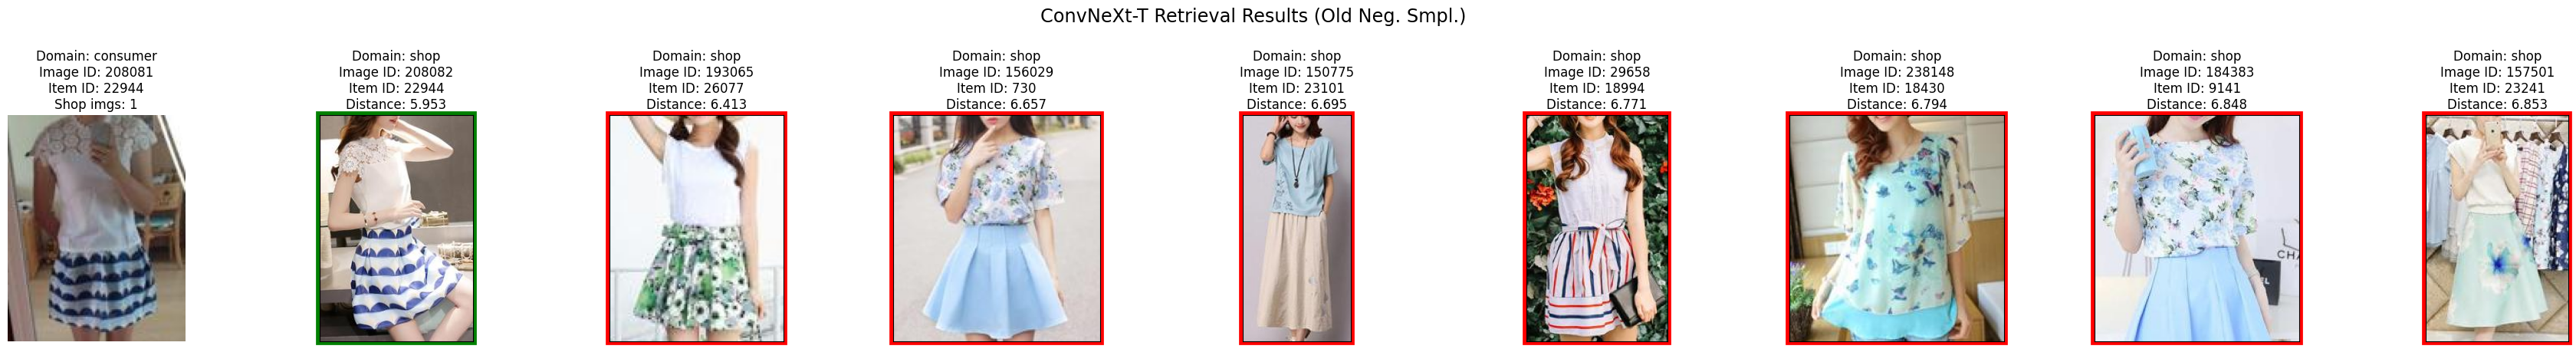 ConvNeXt-T Retrieval Results (Old Neg. Smpl.)
Domain: consumer
Image ID: 208081
Item ID: 22944
Shop imgs: 1
Domain: shop
Image ID: 208082
Item ID: 22944
Distance: 5.953
Domain: shop
Image ID: 193065
Item ID: 26077
Distance: 6.413
Domain: shop
Image ID: 156029
Item ID: 730
Distance: 6.657
Domain: shop
Image ID: 150775
Item ID: 23101
Distance: 6.695
Domain: shop
Image ID: 29658
Item ID: 18994
Distance: 6.771
Domain: shop
Image ID: 238148
Item ID: 18430
Distance: 6.794
Domain: shop
Image ID: 184383
Item ID: 9141
Distance: 6.848
CHA
EL
Domain: shop
Image ID: 157501
Item ID: 23241
Distance: 6.853